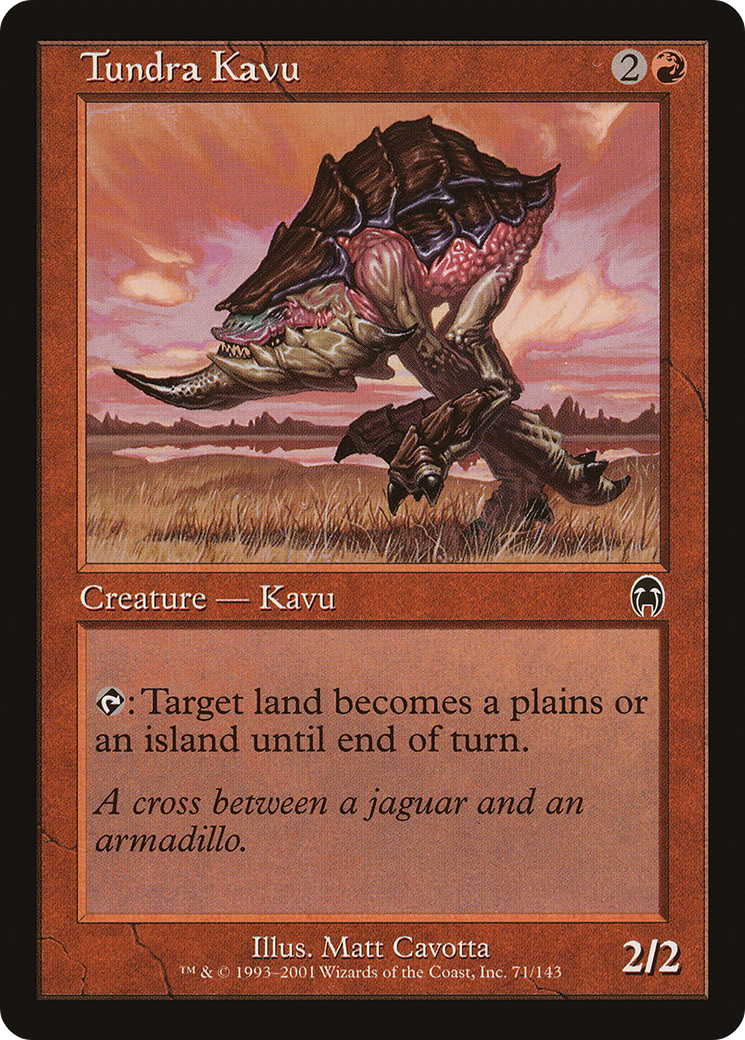 Tundra Kavu
2
Creature — Kavu
: Target land becomes a plains or
an island until end of turn.
A cross between a jaguar and an
armadillo.
Illus. Matt Cavotta
™ & © 1993–2001 Wizards of the Coast, Inc. 71/143
2/2